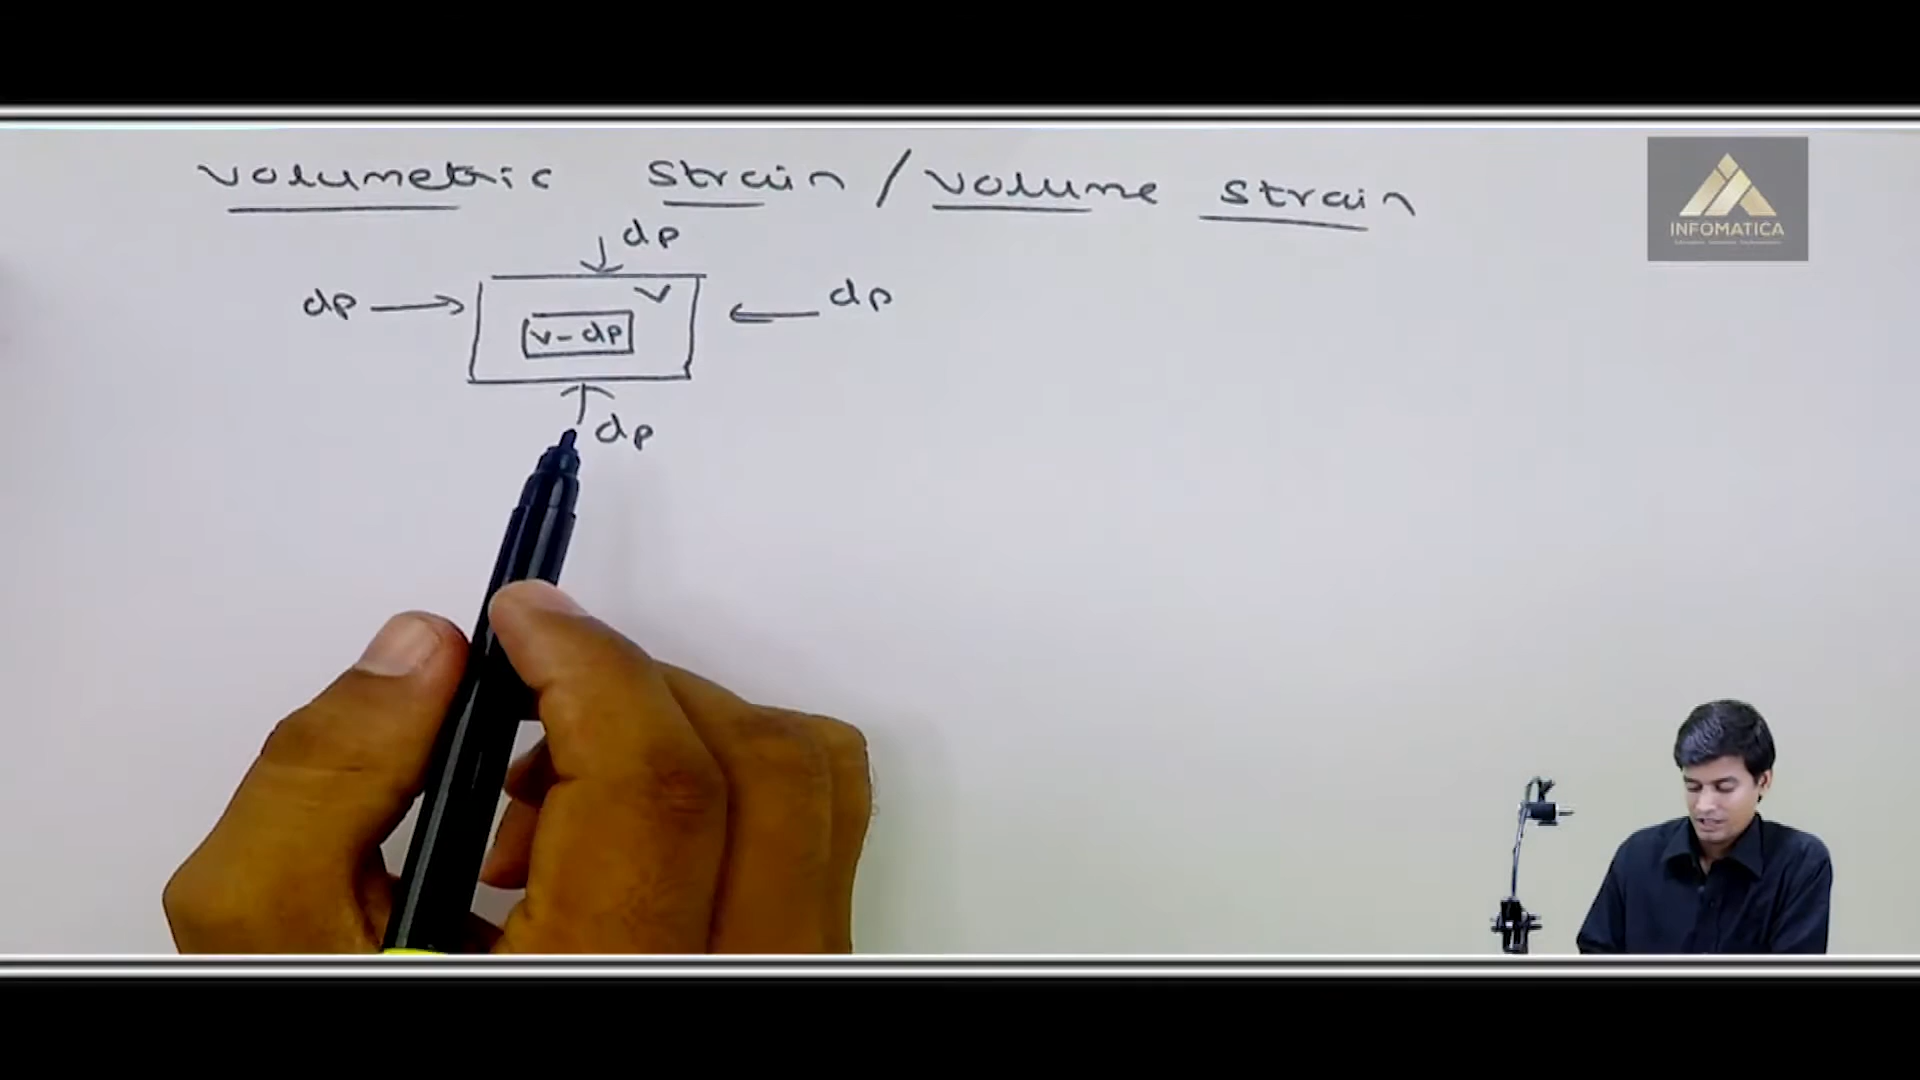 volumetric strain / volume strain
dp
dp
v
dp
v - dp
dp
INFOMATICA